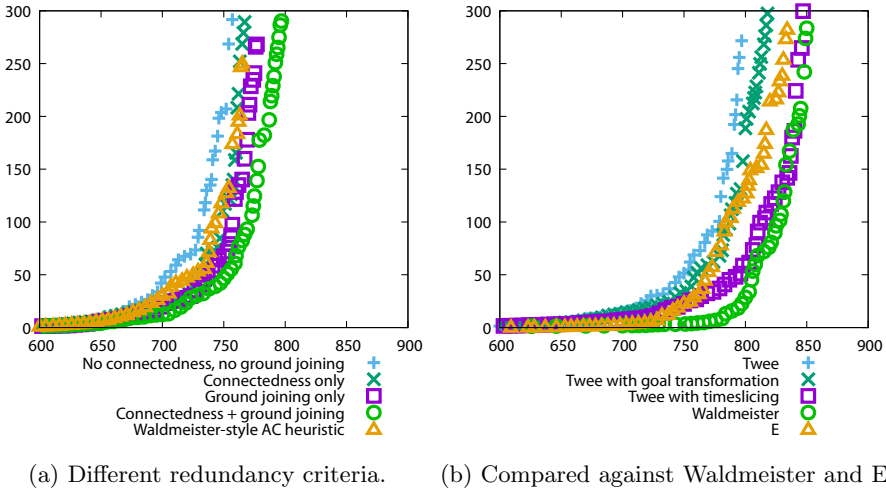 300
250
200
150
100
50
0
600 650 700 750 800 850 900
No connectedness, no ground joining
Connectedness only
Ground joining only
Connectedness + ground joining
Waldmeister-style AC heuristic
(a) Different redundancy criteria.
300
250
200
150
100
50
0
600 650 700 750 800 850 900
Twee
Twee with goal transformation
Twee with timeslicing
Waldmeister
E
(b) Compared against Waldmeister and E